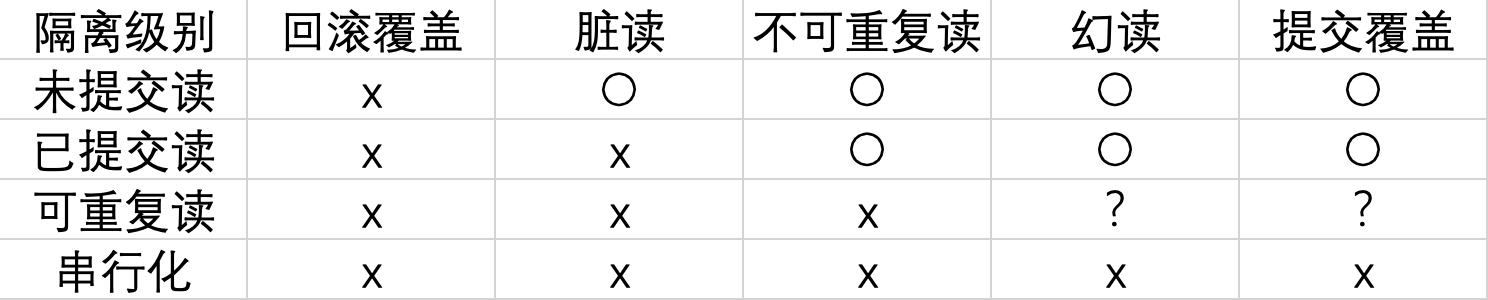 隔离级别 回滚覆盖 脏读 不可重复读 幻读 提交覆盖
未提交读 x ○ ○ ○ ○
已提交读 x x ○ ○ ○
可重复读 x x x ? ?
串行化 x x x x x